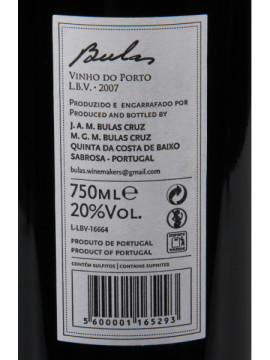 Bulas
VINHO DO PORTO
L.B.V. · 2007
PRODUZIDO E ENGARRAFADO POR
PRODUCED AND BOTTLED BY
J. A. M. BULAS CRUZ
M. G. M. BULAS CRUZ
QUINTA DA COSTA DE BAIXO
SABROSA - PORTUGAL
bulas.winemakers@gmail.com
750MLe
20%VOL.
L-LBV-16664
PRODUTO DE PORTUGAL
PRODUCT OF PORTUGAL
CONTÉM SULFITOS | CONTAINS SULPHITES
5 600001 165293